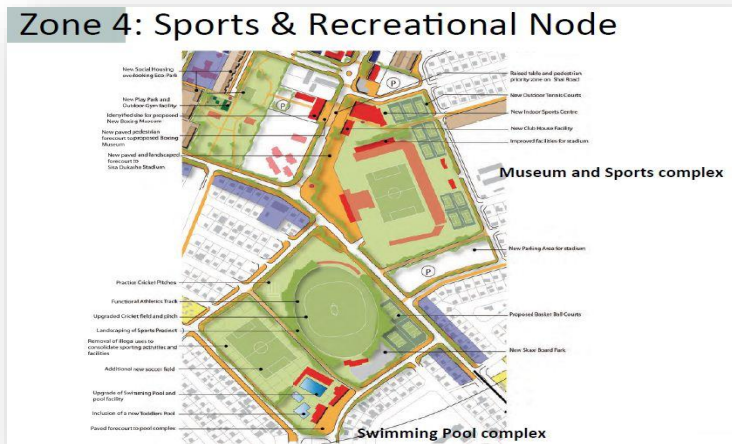 Zone 4: Sports & Recreational Node
New Social Housing
overlooking Eco-Park
New Play Park and
Outdoor Gym facility
Identified site for proposed
New Boxing Museum
New paved pedestrian
forecourt to proposed Boxing
Museum
New paved and landscaped
forecourt to
Sisa Dukashe Stadium
P
P
Raised table and pedestrian
priority zone on
Road
New Outdoor Tennis Courts
New Indoor Sports Centre
New Club House Facility
Improved facilities for stadium
Museum and Sports complex
New Parking Area for stadium
P
Practice Cricket Pitches
Functional Athletics Track
Upgraded Cricket field and pitch
Landscaping of Sports Precinct
Removal of illegal uses to
consolidate sporting activities and
facilities
Additional new soccer field
Upgrade of Swimming Pool and
pool facility
Inclusion of a new Toddlers Pool
Paved forecourt to pool complex
Proposed Basket Ball Courts
New Skate Board Park
Swimming Pool complex